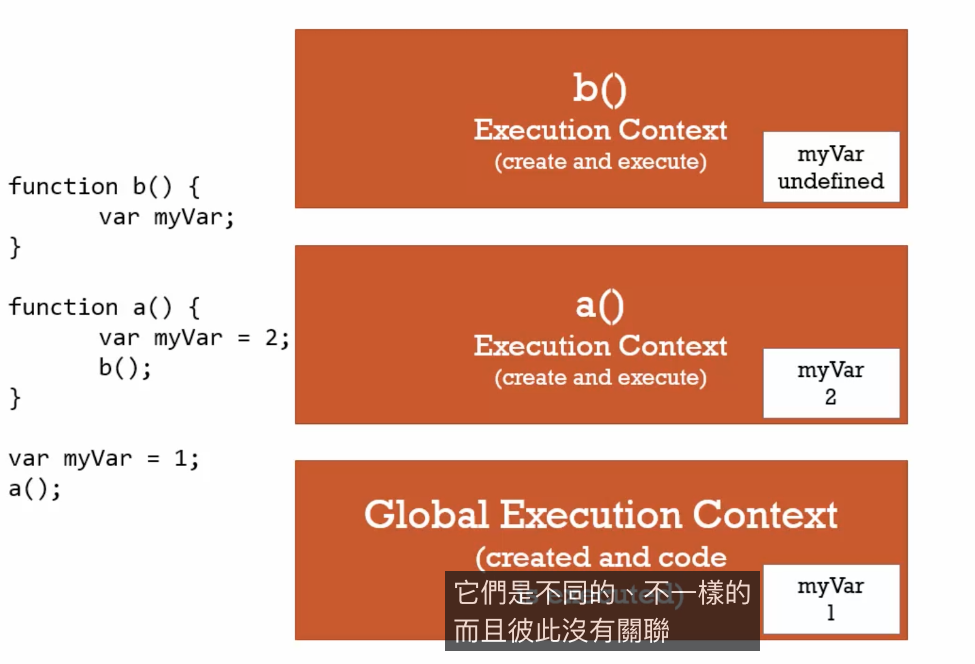 function b() {
var myVar;
}
function a() {
var myVar = 2;
b();
}
var myVar = 1;
a();
b()
Execution Context
(create and execute)
myVar
undefined
a()
Execution Context
(create and execute)
myVar
2
Global Execution Context
(created and code
is executed)
myVar
1
它們是不同的、不一樣的
而且彼此沒有關聯